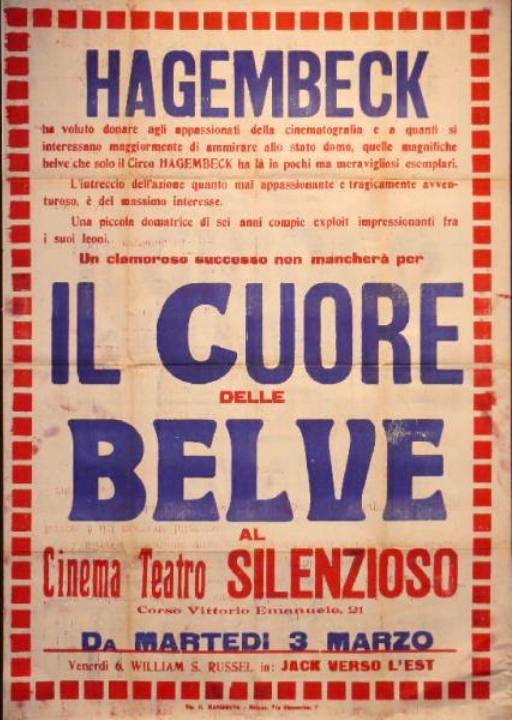 HAGEMBECK
ha voluto donare agli appassionati della cinematografia e a quanti si
interessano maggiormente di ammirare allo stato domo, quelle magnifiche
belve che solo il Circo HAGEMBECK ha là in pochi ma meravigliosi esemplari.
L'intreccio dell'azione quanto mai appassionante e tragicamente avven-
turoso, è del massimo interesse.
Una piccola domatrice di sei anni compie exploit impressionanti fra
i suoi leoni.
Un clamoroso successo non mancherà per
IL CUORE
DELLE
BELVE
AL
Cinema Teatro SILENZIOSO
Corso Vittorio Emanuele, 21
DA MARTEDI 3 MARZO
Venerdì 6, WILLIAM S. RUSSEL in: JACK VERSO L'EST